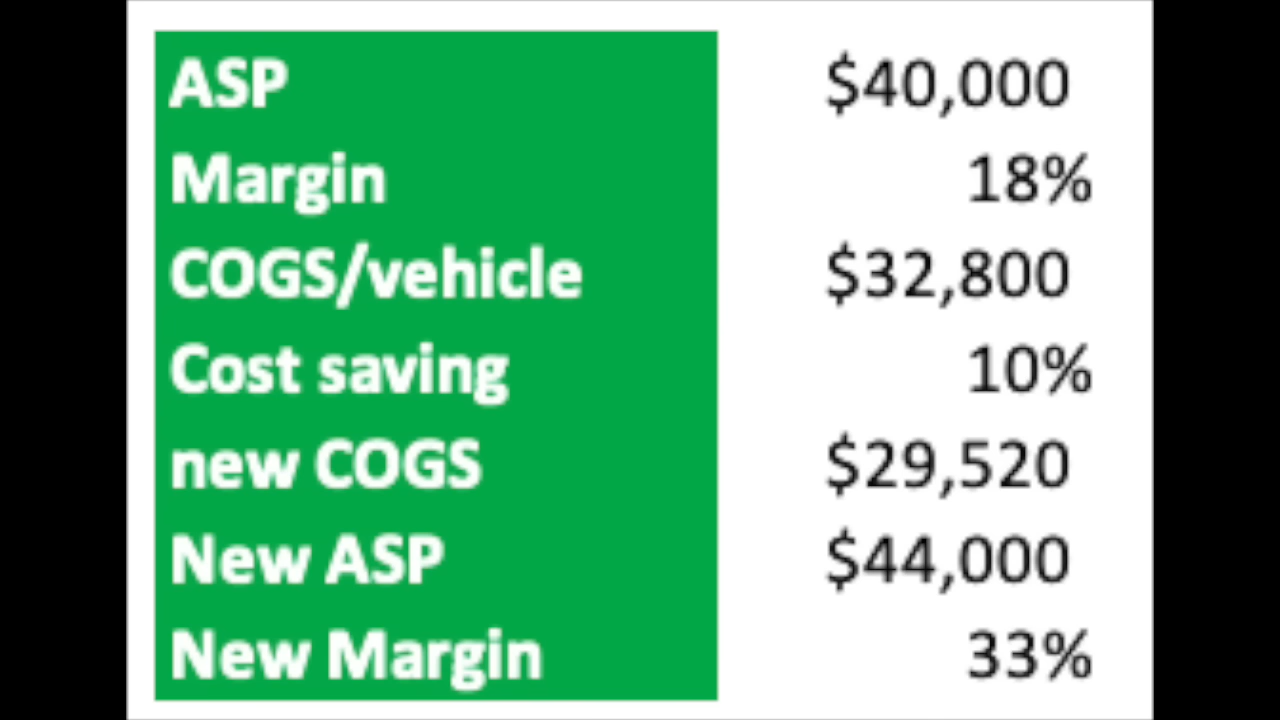 ASP $40,000
Margin 18%
COGS/vehicle $32,800
Cost saving 10%
new COGS $29,520
New ASP $44,000
New Margin 33%